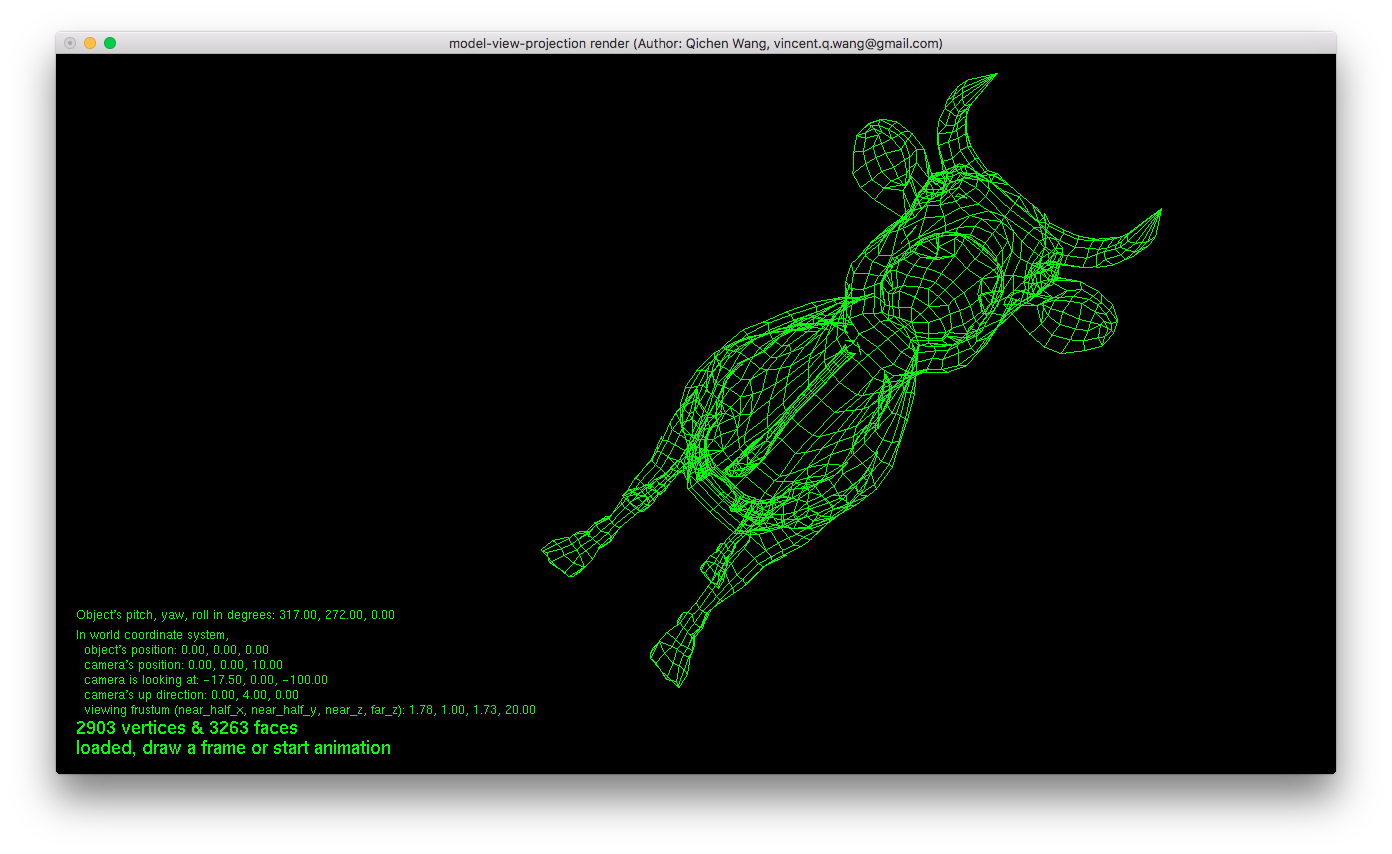 model-view-projection render (Author: Qichen Wang, vincent.q.wang@gmail.com)
Object's pitch, yaw, roll in degrees: 317.00, 272.00, 0.00
In world coordinate system,
object's position: 0.00, 0.00, 0.00
camera's position: 0.00, 0.00, 10.00
camera is looking at: −17.50, 0.00, −100.00
camera's up direction: 0.00, 4.00, 0.00
viewing frustum (near_half_x, near_half_y, near_z, far_z): 1.78, 1.00, 1.73, 20.00
2903 vertices & 3263 faces
loaded, draw a frame or start animation